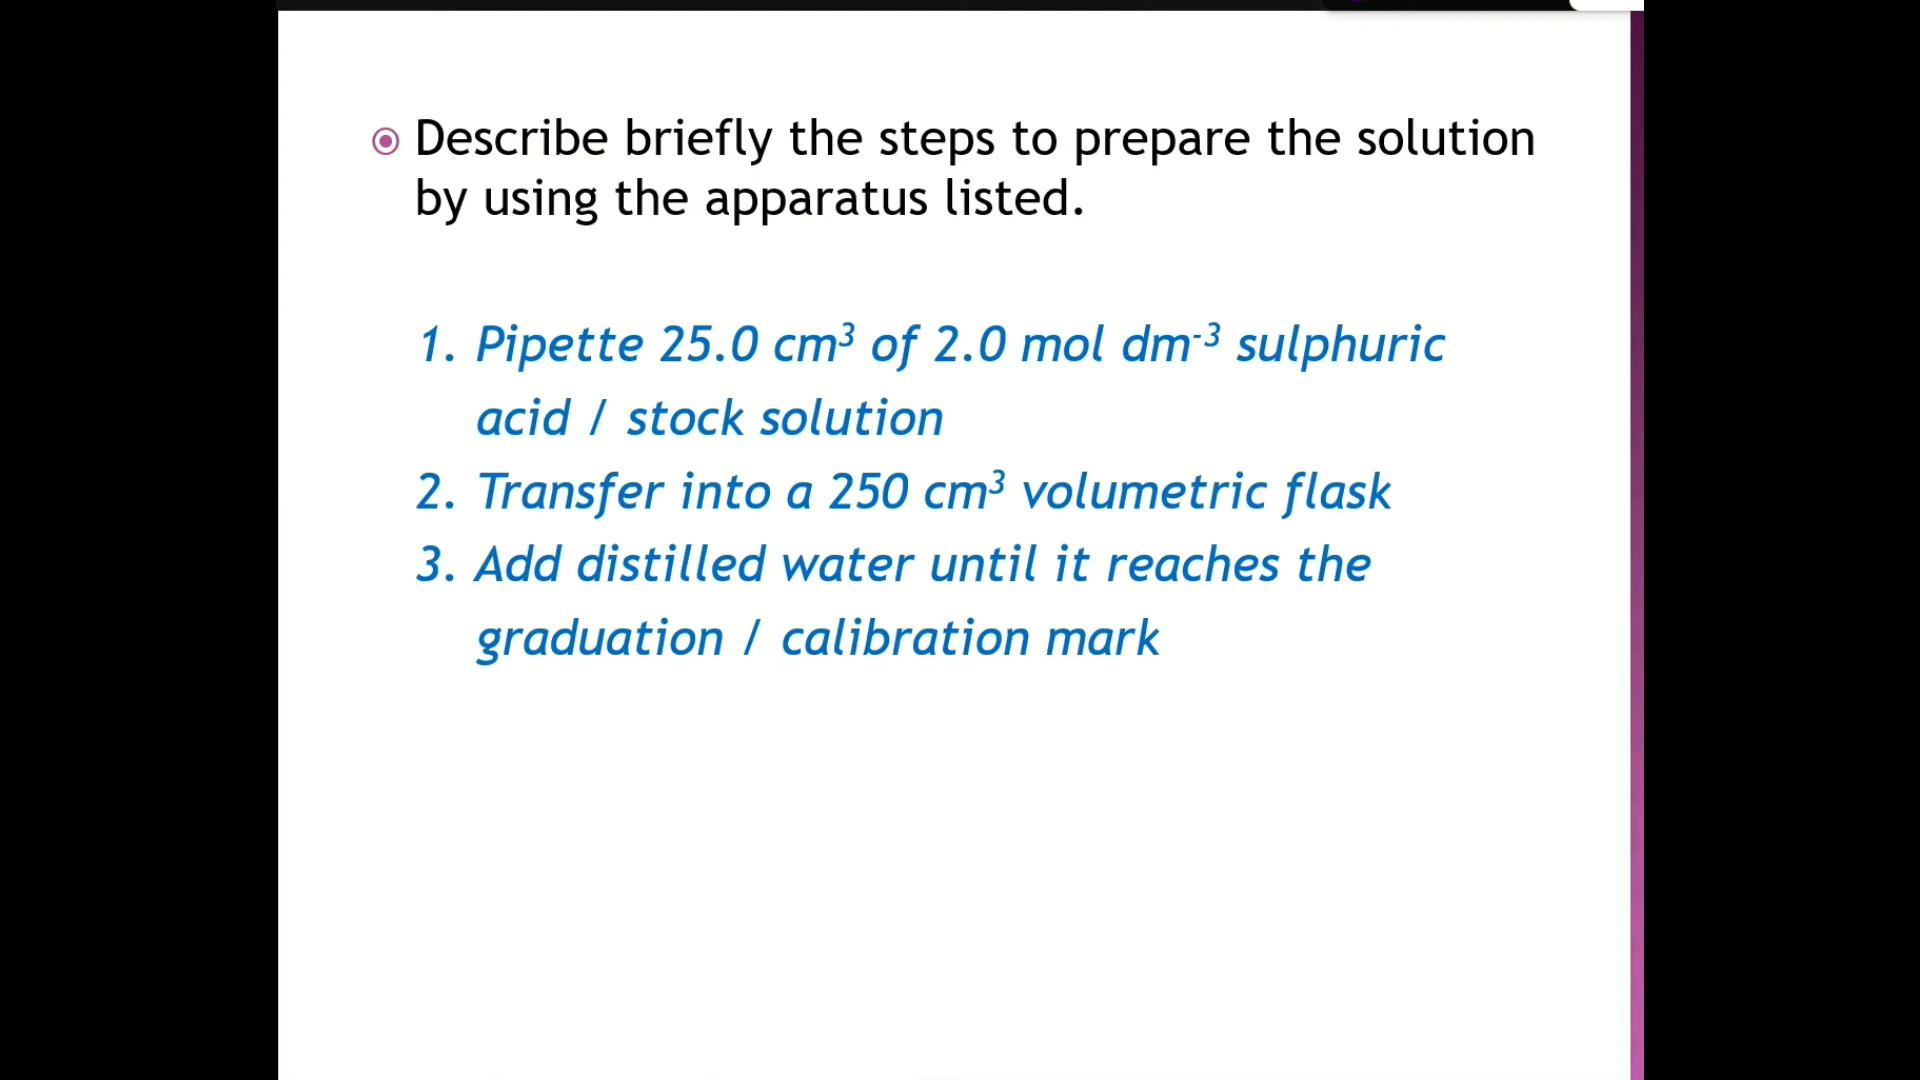 Describe briefly the steps to prepare the solution
by using the apparatus listed.
1. Pipette 25.0 cm³ of 2.0 mol dm⁻³ sulphuric
acid / stock solution
2. Transfer into a 250 cm³ volumetric flask
3. Add distilled water until it reaches the
graduation / calibration mark